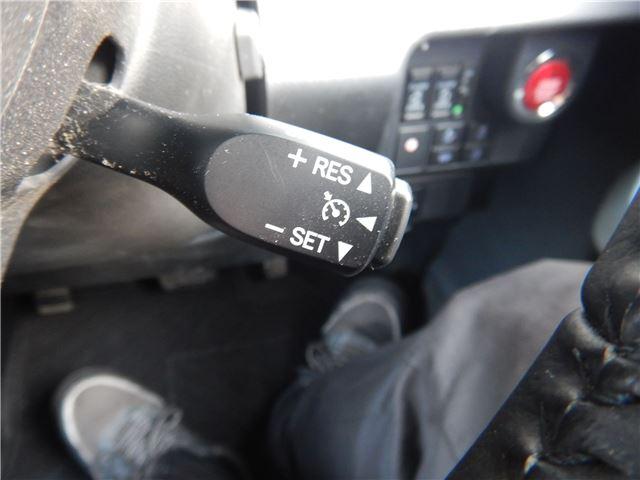 + RES
- SET